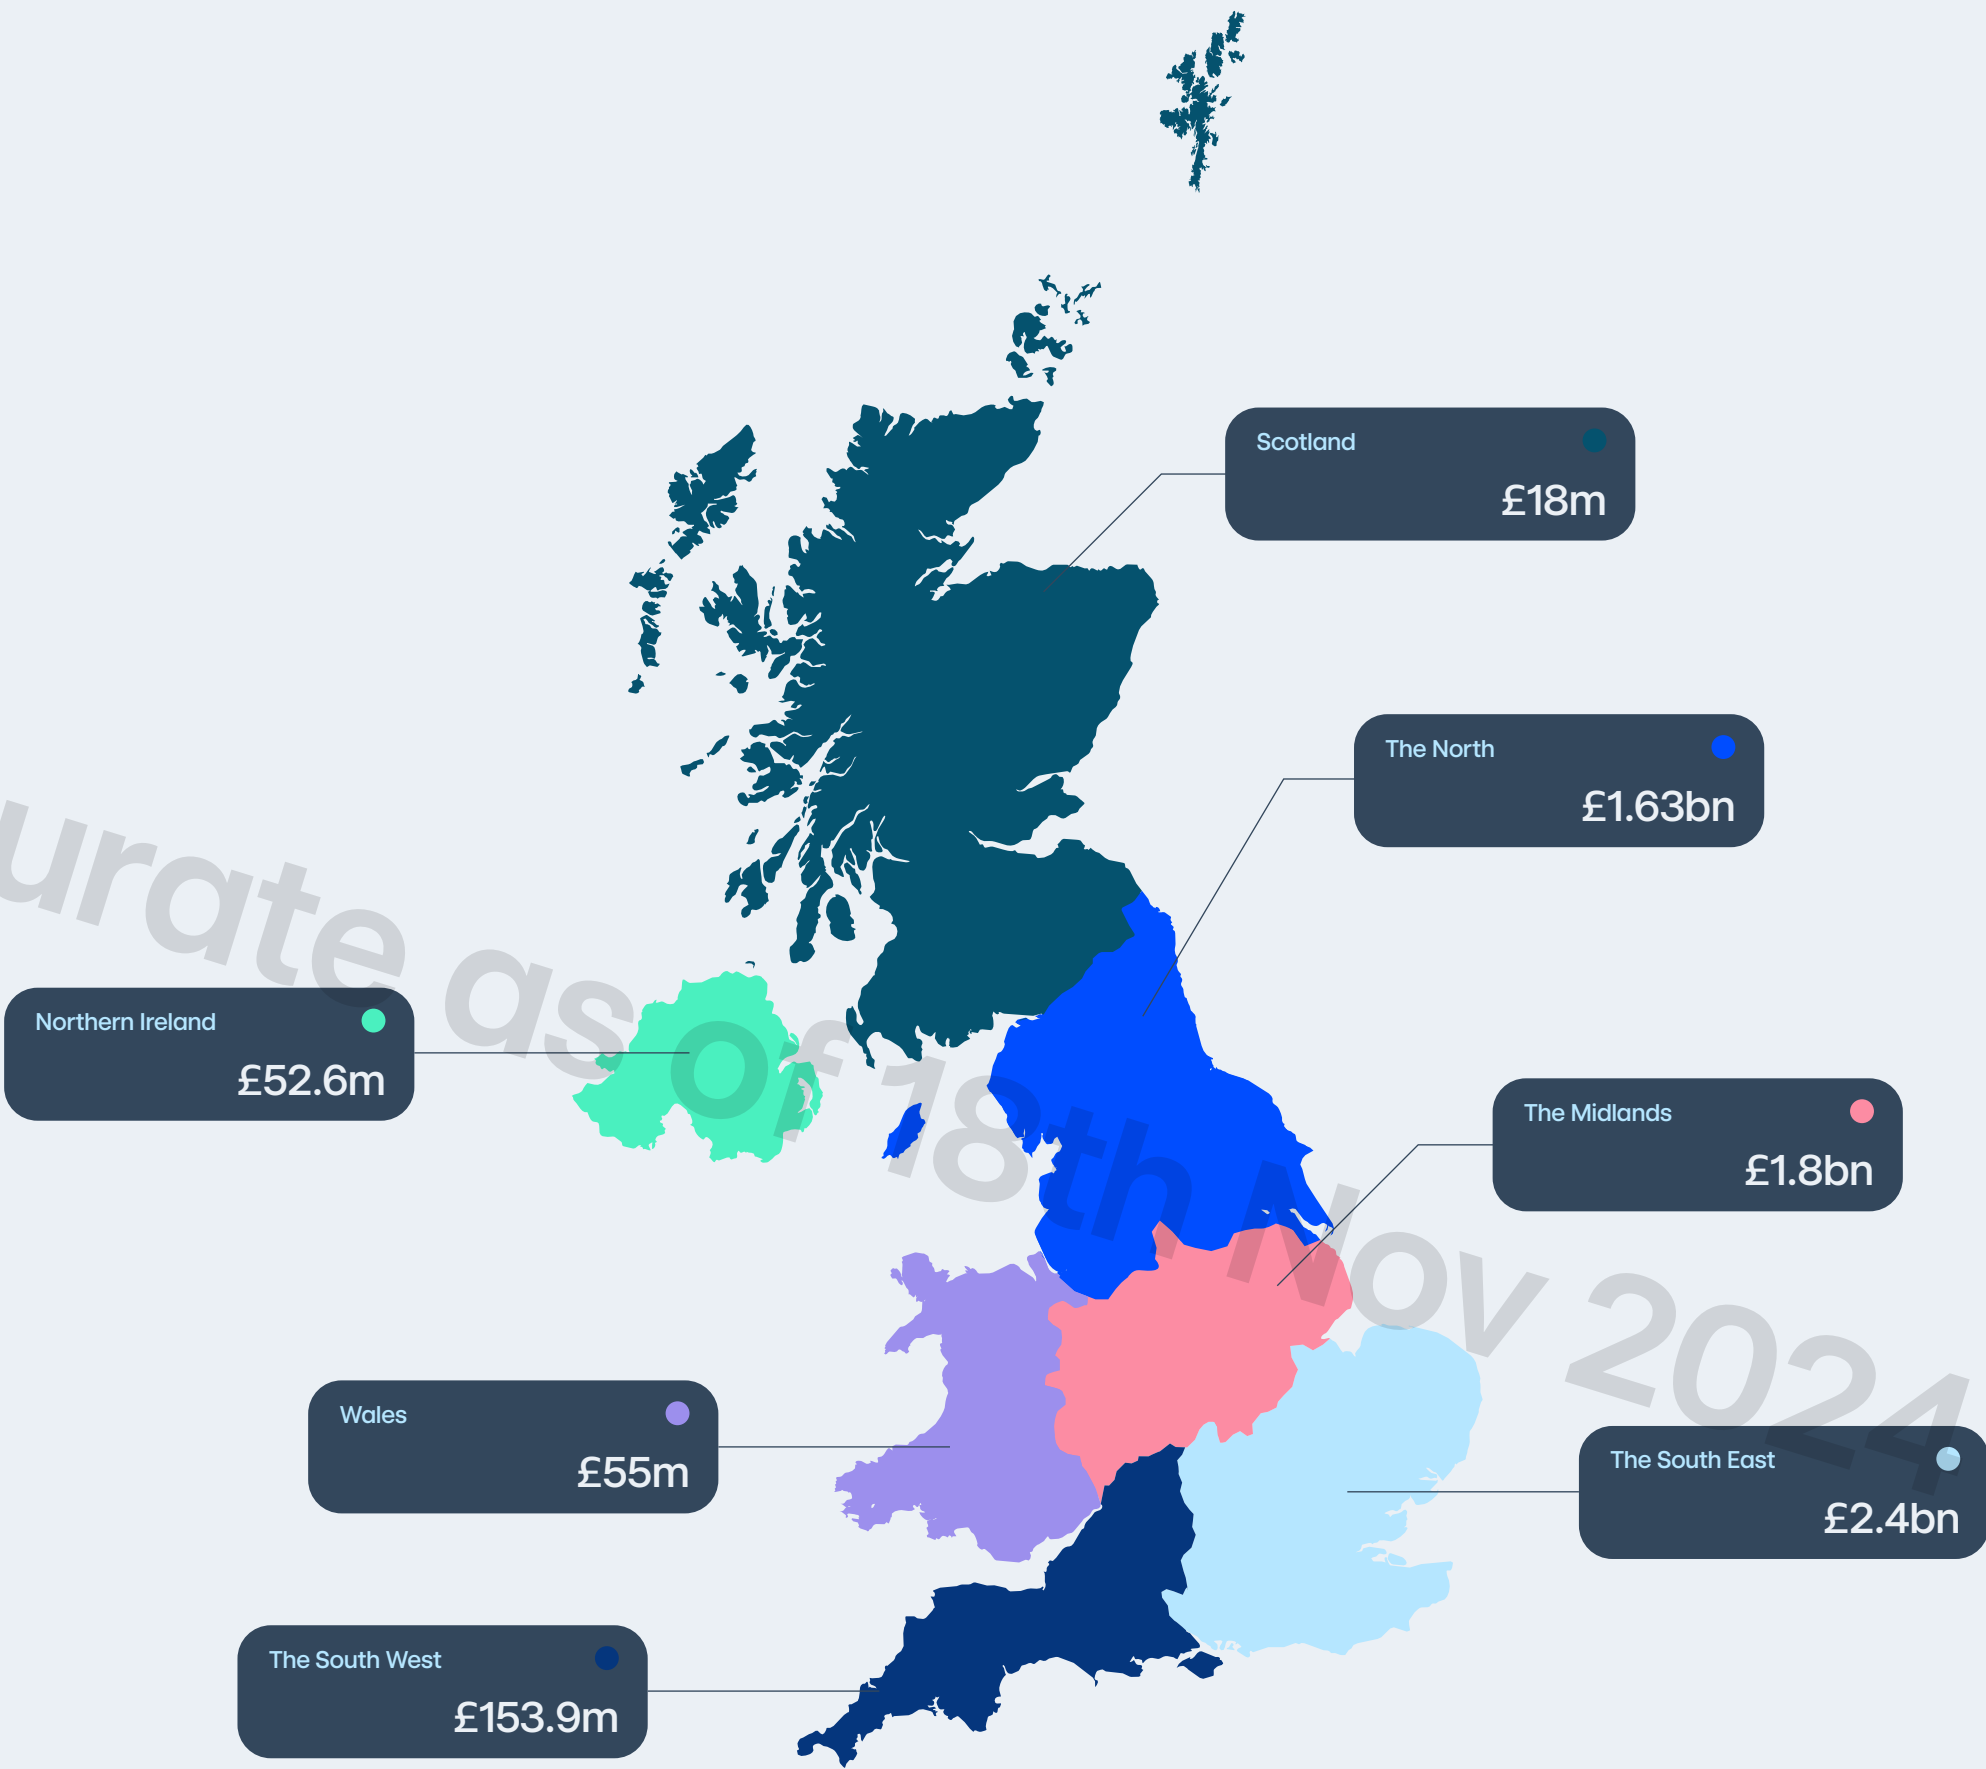 Scotland
£18m
The North
£1.63bn
urate as of 18th Nov 2024
Northern Ireland
£52.6m
The Midlands
£1.8bn
Wales
£55m
The South East
£2.4bn
The South West
£153.9m